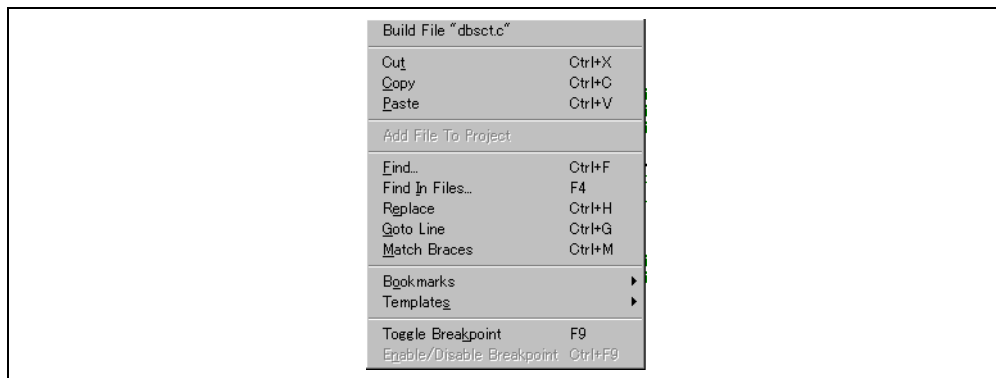 Build File "dbsct.c"
Cut Ctrl+X
Copy Ctrl+C
Paste Ctrl+V
Add File To Project
Find... Ctrl+F
Find In Files... F4
Replace Ctrl+H
Goto Line Ctrl+G
Match Braces Ctrl+M
Bookmarks
Templates
Toggle Breakpoint F9
Enable/Disable Breakpoint Ctrl+F9